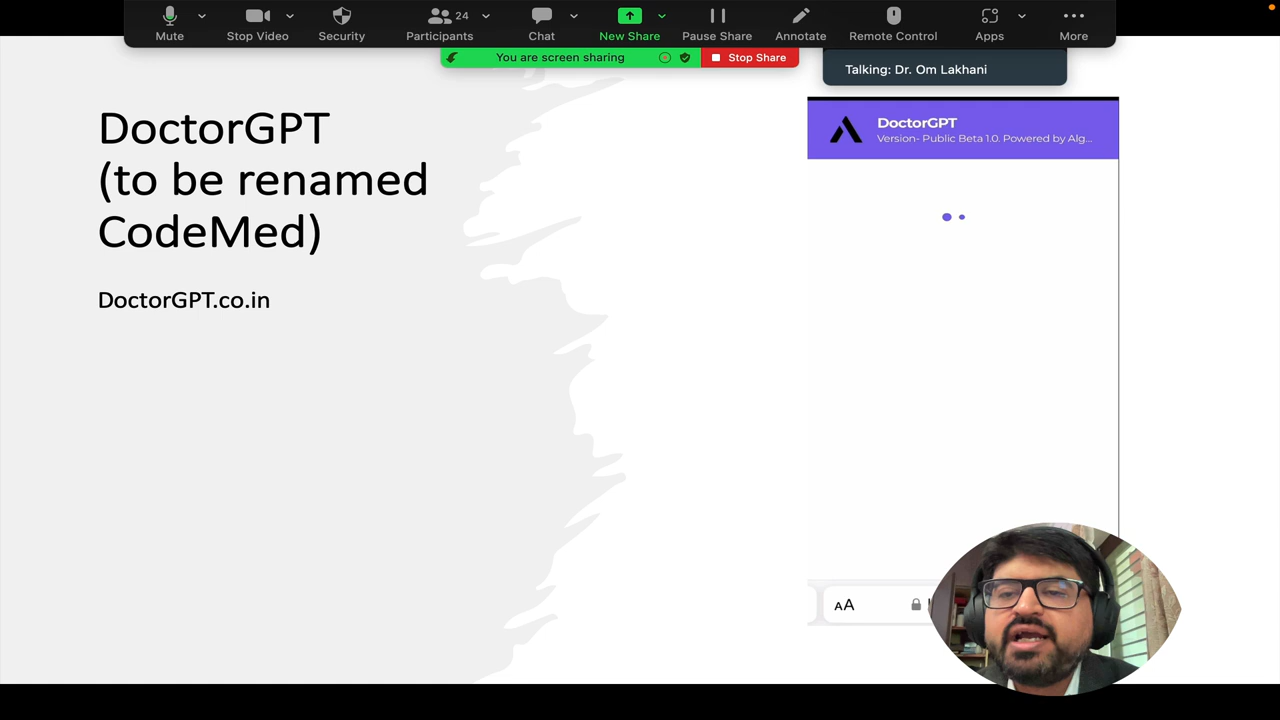 Mute
Stop Video
Security
24
Participants
Chat
New Share
Pause Share
Annotate
Remote Control
Apps
More
You are screen sharing
Stop Share
Talking: Dr. Om Lakhani
DoctorGPT
(to be renamed
CodeMed)
DoctorGPT.co.in
DoctorGPT
Version- Public Beta 1.0. Powered by Alg...
AA